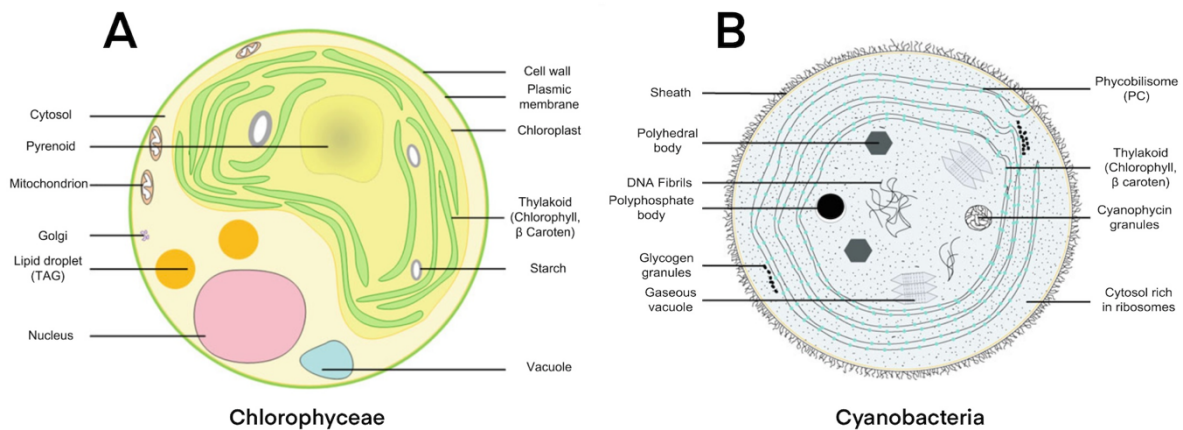 A
Cell wall
Plasmic
membrane
Chloroplast
Cytosol
Pyrenoid
Mitochondrion
Golgi
Lipid droplet
(TAG)
Nucleus
Thylakoid
(Chlorophyll,
β Caroten)
Starch
Vacuole
Chlorophyceae
B
Sheath
Polyhedral
body
DNA Fibrils
Polyphosphate
body
Glycogen
granules
Gaseous
vacuole
Phycobilisome
(PC)
Thylakoid
(Chlorophyll,
β caroten)
Cyanophycin
granules
Cytosol rich
in ribosomes
Cyanobacteria